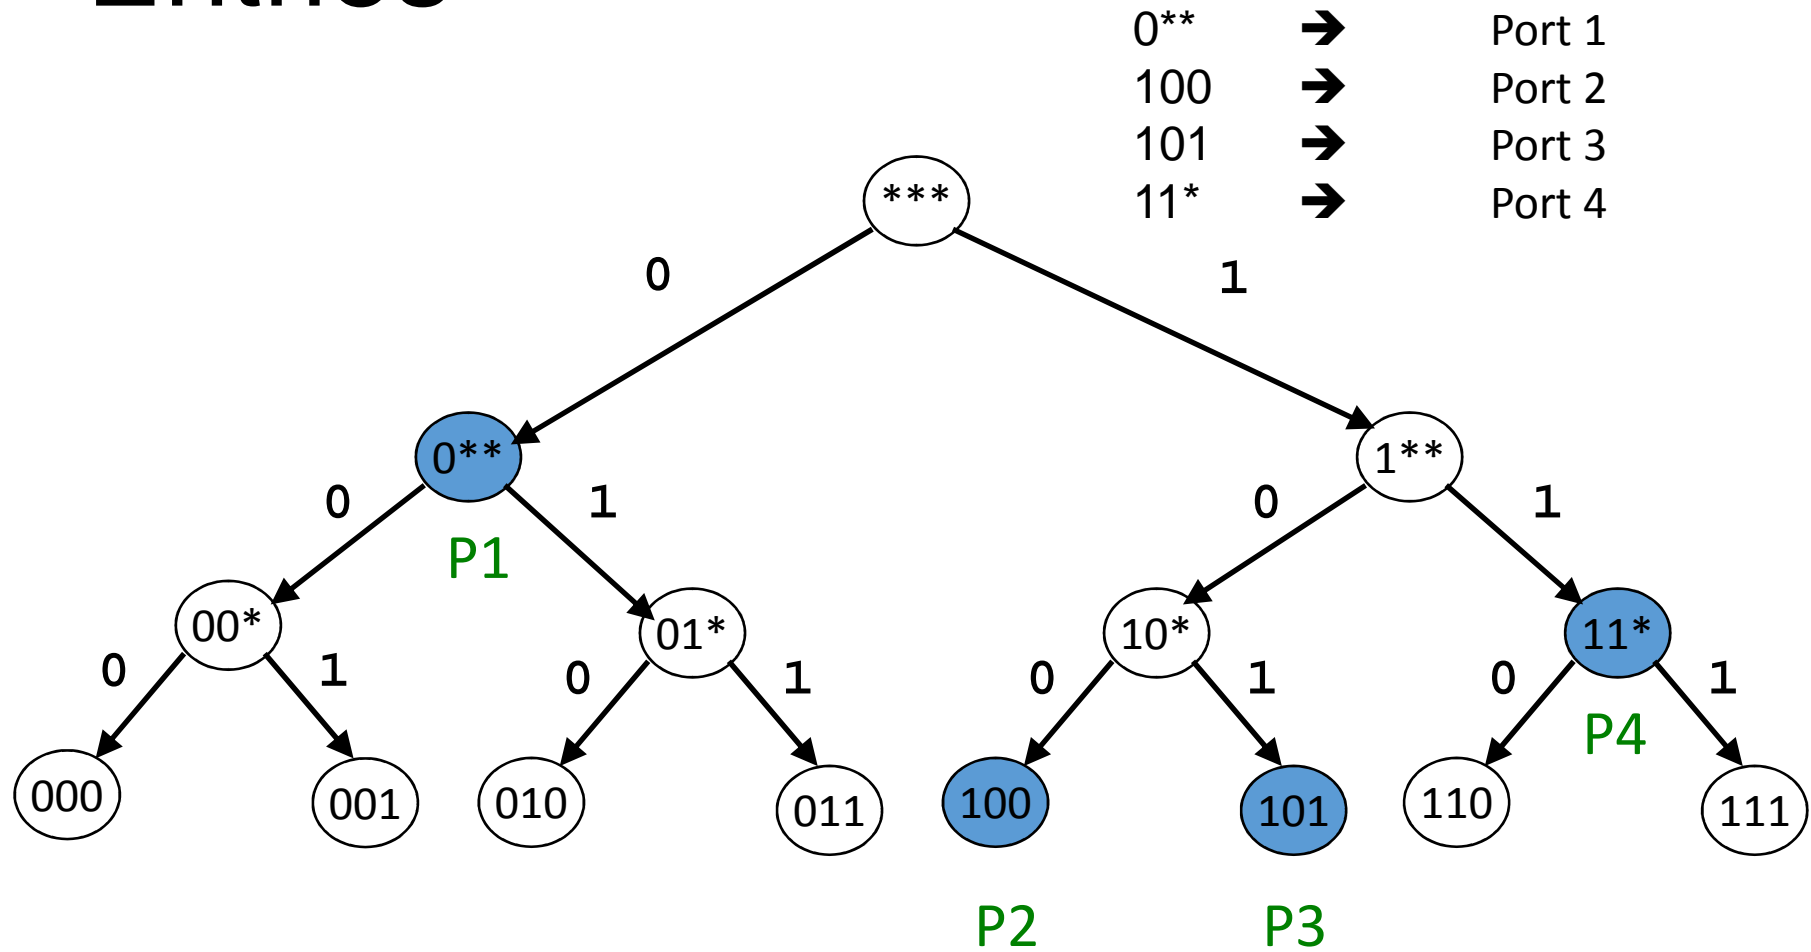 0** ➔ Port 1
100 ➔ Port 2
101 ➔ Port 3
11* ➔ Port 4
***
0 1
0** 1**
0 1 0 1
P1
00* 01* 10* 11*
0 1 0 1 0 1 0 1
P4
000 001 010 011 100 101 110 111
P2 P3